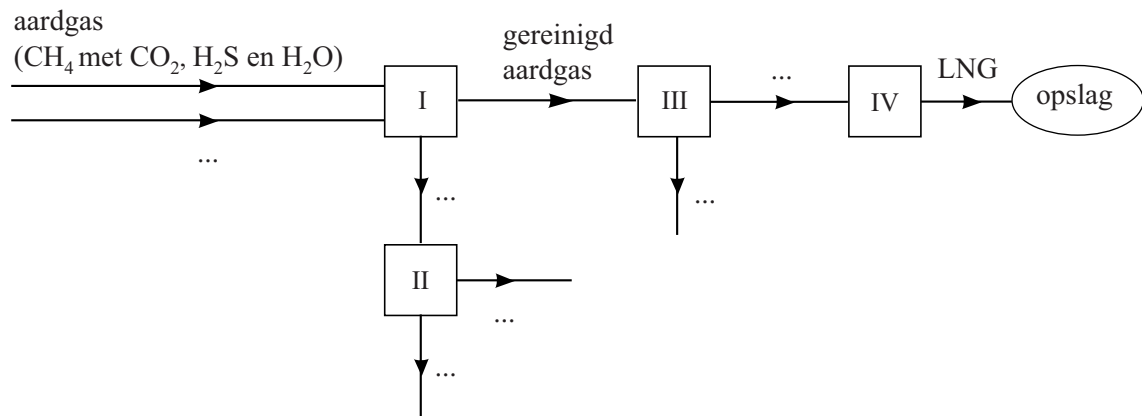 aardgas
(CH₄ met CO₂, H₂S en H₂O)
...
I
gereinigd
aardgas
III
...
IV
LNG
opslag
...
...
II
...
...